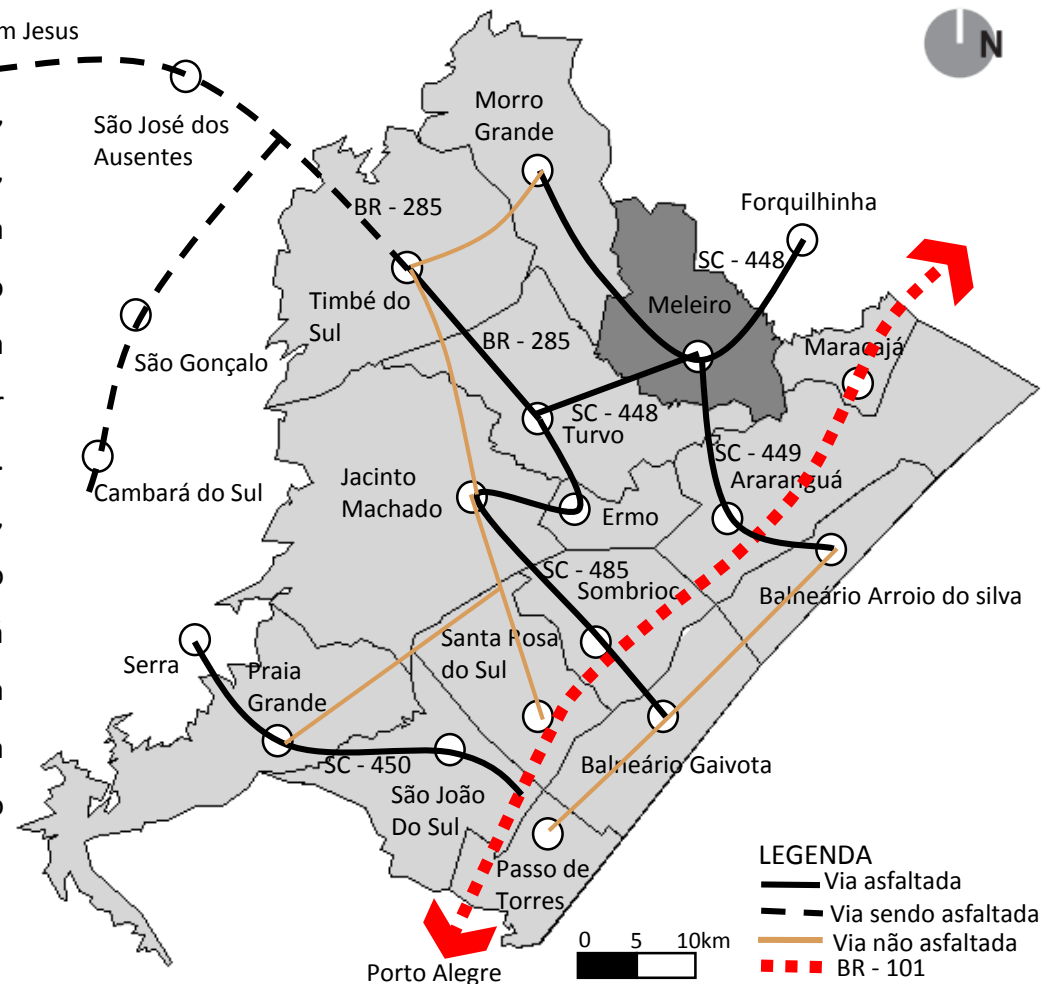 m Jesus
N
São José dos
Ausentes
Morro
Grande
BR - 285
Forquilhinha
SC - 448
Timbé do
Sul
Meleiro
BR - 285
Maracajá
São Gonçalo
SC - 448
Turvo
SC - 449
Araranguá
Cambará do Sul
Jacinto
Machado
Ermo
SC - 485
Sombrioc
Balneário Arroio do silva
Serra
Santa Rosa
do Sul
Praia
Grande
SC - 450
Balneário Gaivota
São João
Do Sul
Passo de
Torres
Porto Alegre
0 5 10km
LEGENDA
Via asfaltada
Via sendo asfaltada
Via não asfaltada
BR - 101